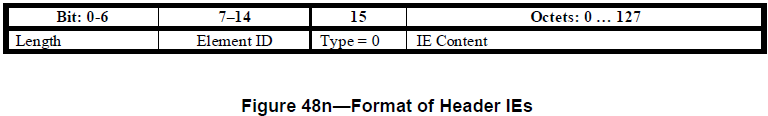 Bit: 0-6 7–14 15 Octets: 0 … 127
Length Element ID Type = 0 IE Content
Figure 48n—Format of Header IEs